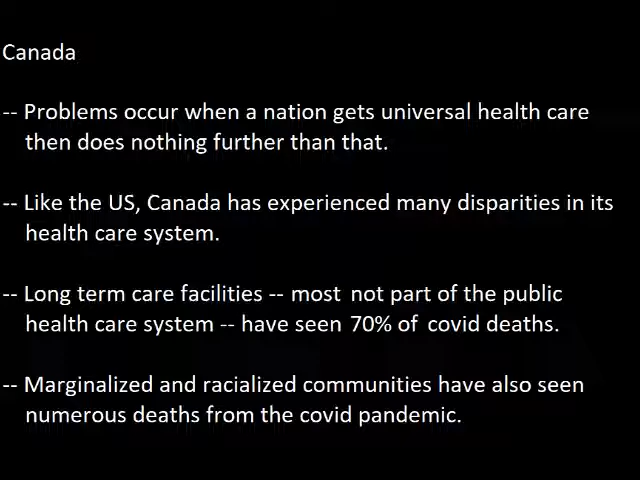 Canada
-- Problems occur when a nation gets universal health care
then does nothing further than that.
-- Like the US, Canada has experienced many disparities in its
health care system.
-- Long term care facilities -- most not part of the public
health care system -- have seen 70% of covid deaths.
-- Marginalized and racialized communities have also seen
numerous deaths from the covid pandemic.